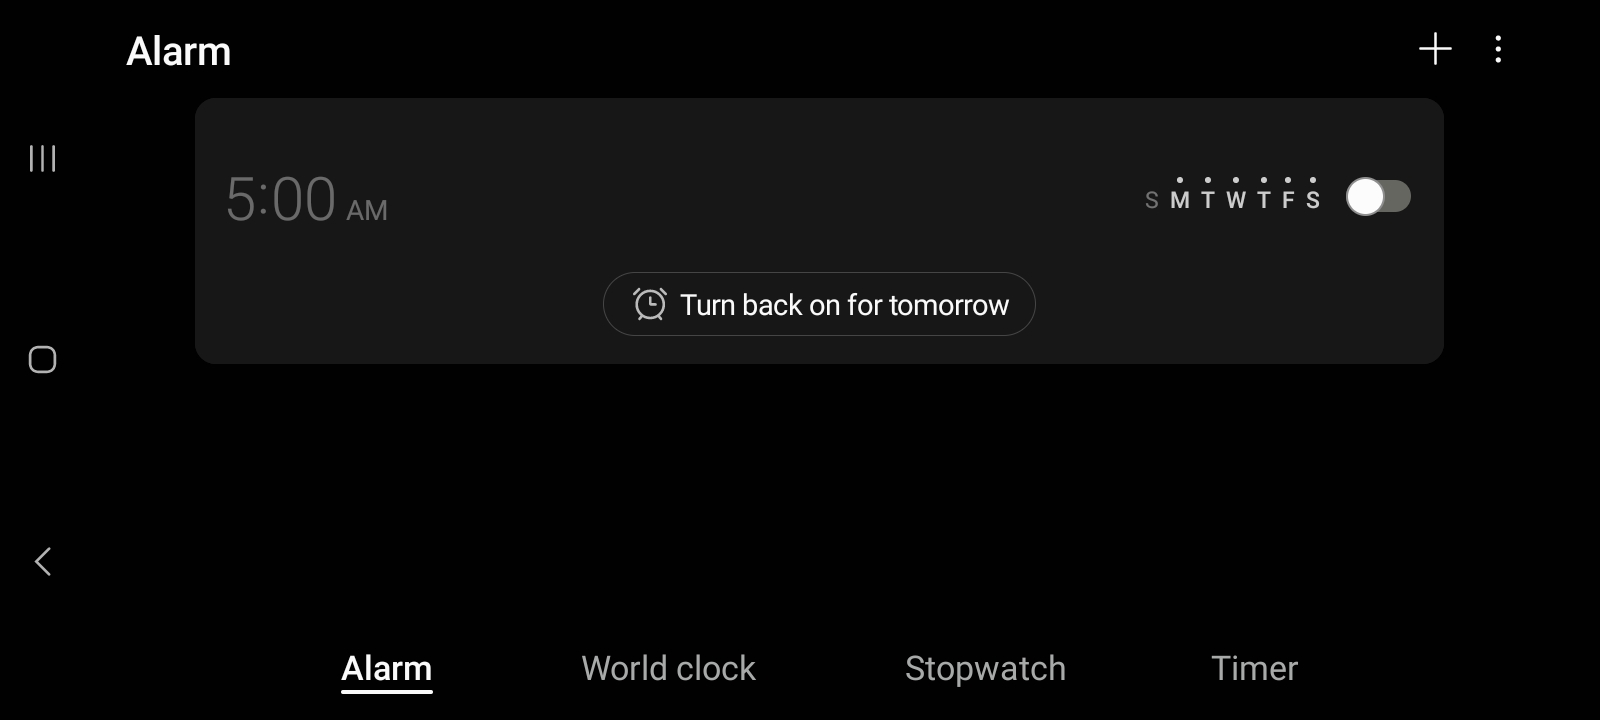 Alarm
5:00 AM
S M T W T F S
Turn back on for tomorrow
Alarm World clock Stopwatch Timer